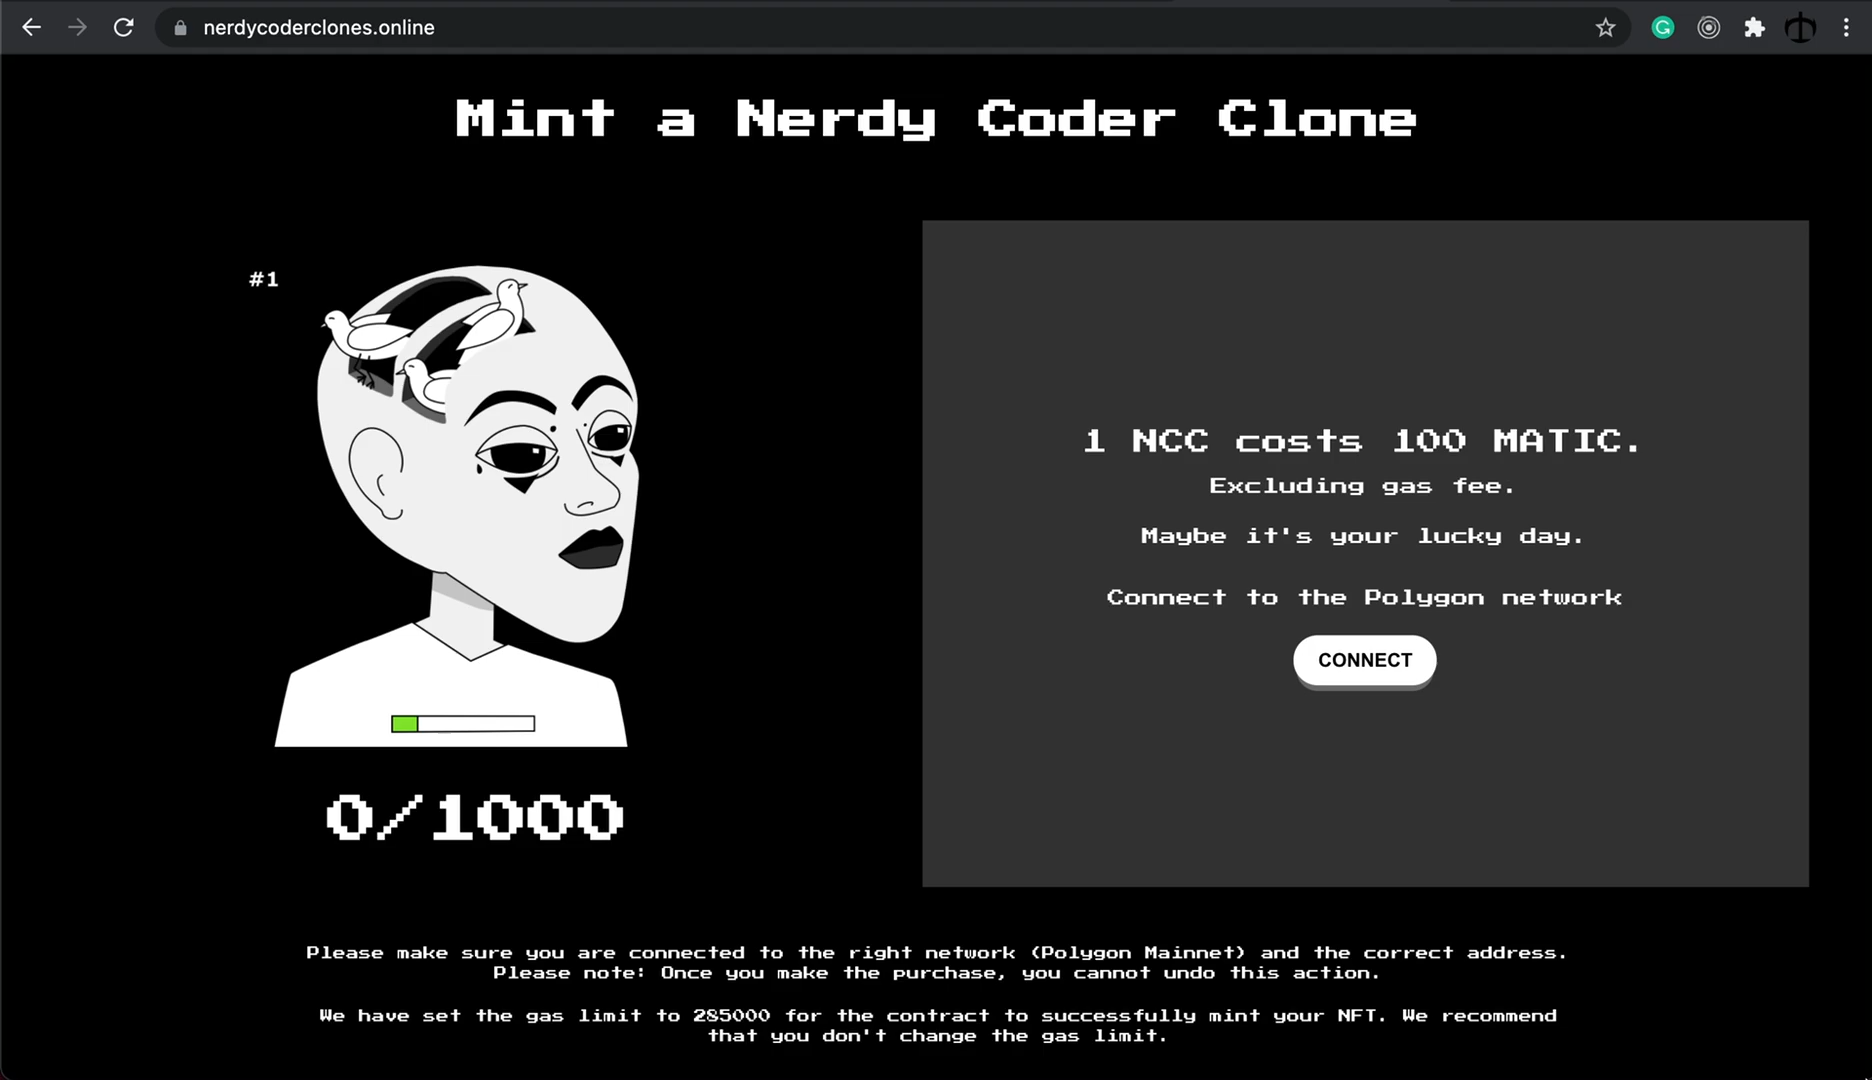 nerdycoderclones.online
Mint a Nerdy Coder Clone
#1
0/1000
1 NCC costs 100 MATIC.
Excluding gas fee.
Maybe it's your lucky day.
Connect to the Polygon network
CONNECT
Please make sure you are connected to the right network (Polygon Mainnet) and the correct address.
Please note: Once you make the purchase, you cannot undo this action.
We have set the gas limit to 285000 for the contract to successfully mint your NFT. We recommend
that you don't change the gas limit.